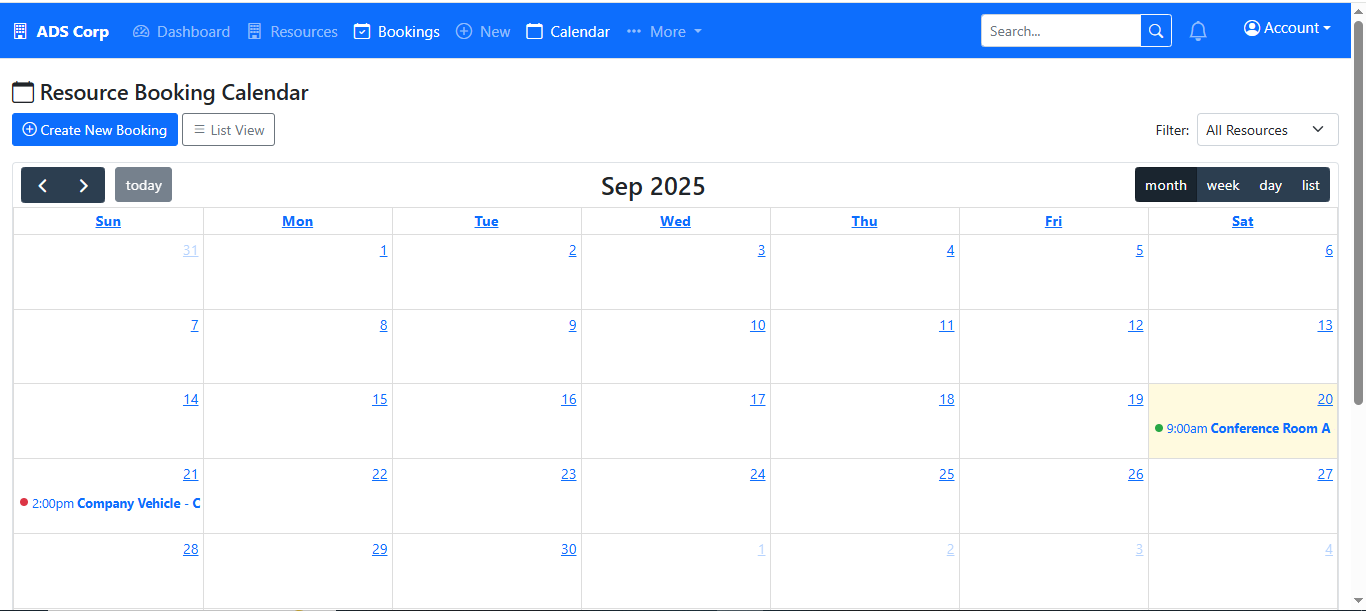 ADS Corp Dashboard Resources Bookings New Calendar More Search... Account
Resource Booking Calendar
Create New Booking List View Filter: All Resources
today Sep 2025 month week day list
Sun Mon Tue Wed Thu Fri Sat
31 1 2 3 4 5 6
7 8 9 10 11 12 13
14 15 16 17 18 19 20
9:00am Conference Room A
21 22 23 24 25 26 27
2:00pm Company Vehicle - C
28 29 30 1 2 3 4